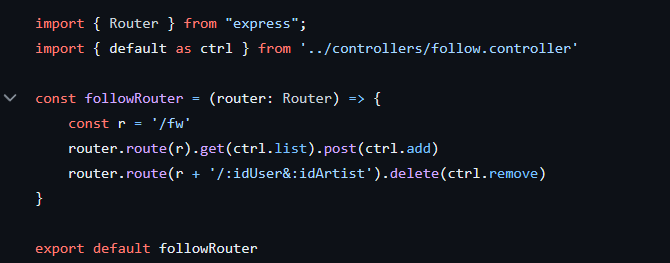 import { Router } from "express";
import { default as ctrl } from '../controllers/follow.controller'
const followRouter = (router: Router) => {
const r = '/fw'
router.route(r).get(ctrl.list).post(ctrl.add)
router.route(r + '/:idUser&:idArtist').delete(ctrl.remove)
}
export default followRouter